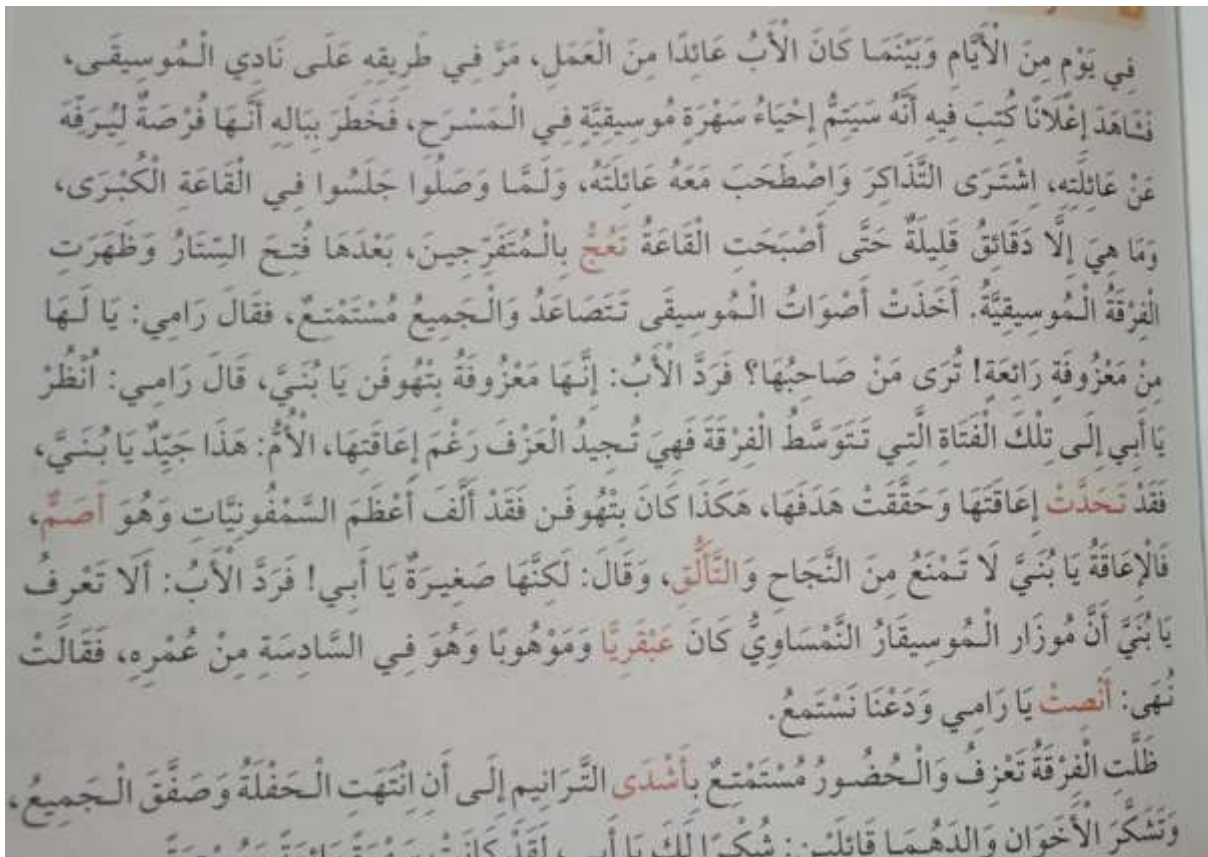 فِي يَوْمٍ مِنَ الْأَيَّامِ وَبَيْنَمَا كَانَ الْأَبُ عَائِدًا مِنَ الْعَمَلِ، مَرَّ فِي طَرِيقِهِ عَلَى نَادِي الْمُوسِيقَى،
فَشَاهَدَ إِعْلَانًا كُتِبَ فِيهِ أَنَّهُ سَيَتِمُّ إِحْيَاءُ سَهْرَةٍ مُوسِيقِيَّةٍ فِي الْمَسْرَحِ، فَخَطَرَ بِبَالِهِ أَنَّهَا فُرْصَةٌ لِيُرَفِّهَ
عَنْ عَائِلَتِهِ، اِشْتَرَى التَّذَاكِرَ وَاصْطَحَبَ مَعَهُ عَائِلَتَهُ، وَلَمَّا وَصَلُوا جَلَسُوا فِي الْقَاعَةِ الْكُبْرَى،
وَمَا هِيَ إِلَّا دَقَائِقُ قَلِيلَةٌ حَتَّى أَصْبَحَتِ الْقَاعَةُ تَعُجُّ بِالْمُتَفَرِّجِينَ، بَعْدَهَا فُتِحَ السِّتَارُ وَظَهَرَتِ
الْفِرْقَةُ الْمُوسِيقِيَّةُ. أَخَذَتْ أَصْوَاتُ الْمُوسِيقَى تَتَصَاعَدُ وَالْجَمِيعُ مُسْتَمْتِعٌ، فقَالَ رَامِي: يَا لَهَا
مِنْ مَعْزُوفَةٍ رَائِعَةٍ! تُرَى مَنْ صَاحِبُهَا؟ فَرَدَّ الْأَبُ: إِنَّهَا مَعْزُوفَةُ بِتْهُوفَن يَا بُنَيَّ، قَالَ رَامِي: اُنْظُرْ
يَا أَبِي إِلَى تِلْكَ الْفَتَاةِ الَّتِي تَتَوَسَّطُ الْفِرْقَةَ فَهِيَ تُجِيدُ الْعَزْفَ رَغْمَ إِعَاقَتِهَا، الْأُمُّ: هَذَا جَيِّدٌ يَا بُنَيَّ،
فَقَدْ تَحَدَّتْ إِعَاقَتَهَا وَحَقَّقَتْ هَدَفَهَا، هَكَذَا كَانَ بِتْهُوفَن فَقَدْ أَلَّفَ أَعْظَمَ السَّمْفُونِيَّاتِ وَهُوَ أَصَمٌّ،
فَالْإِعَاقَةُ يَا بُنَيَّ لَا تَمْنَعُ مِنَ النَّجَاحِ وَالتَّأَلُّقِ، وَقَالَ: لَكِنَّهَا صَغِيرَةٌ يَا أَبِي! فَرَدَّ الْأَبُ: أَلَا تَعْرِفُ
يَا بُنَيَّ أَنَّ مُوزَار الْمُوسِيقَارُ النَّمْسَاوِيُّ كَانَ عَبْقَرِيًّا وَمَوْهُوبًا وَهُوَ فِي السَّادِسَةِ مِنْ عُمْرِهِ، فَقَالَتْ
نُهَى: أَنْصِتْ يَا رَامِي وَدَعْنَا نَسْتَمِعُ.
ظَلَّتِ الْفِرْقَةُ تَعْزِفُ وَالْحُضُورُ مُسْتَمْتِعٌ بِأَشْدَى التَّرَانِيمِ إِلَى أَنِ انْتَهَتِ الْحَفْلَةُ وَصَفَّقَ الْجَمِيعُ،
وَتَشَكَّرَ الْأَخَوَانِ وَالِدَهُمَا قَائِلَيْنِ: شُكْرًا لَكَ يَا أَبِي، لَقَدْ كَانَتْ سَهْرَةً رَائِعَةً